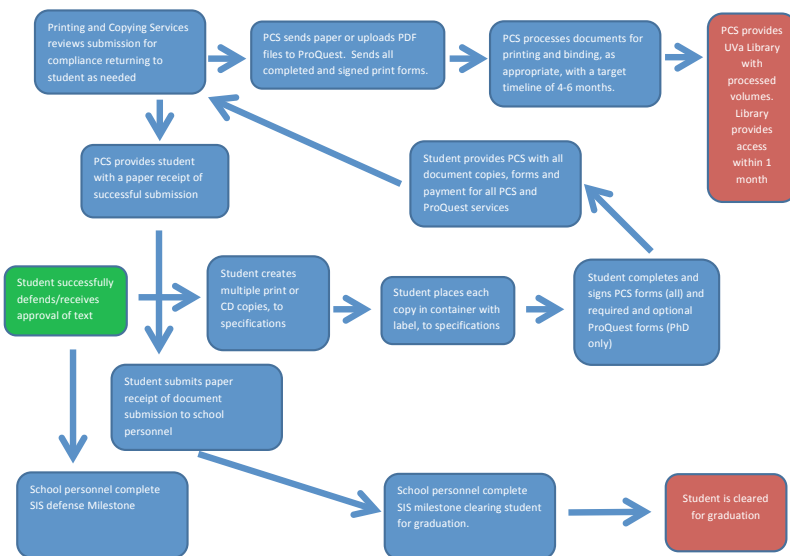 Printing and Copying Services
reviews submission for
compliance returning to
student as needed
PCS sends paper or uploads PDF
files to ProQuest.  Sends all
completed and signed print forms.
PCS processes documents for
printing and binding, as
appropriate, with a target
timeline of 4-6 months.
PCS provides
UVa Library
with
processed
volumes.
Library
provides
access
within 1
month
PCS provides student
with a paper receipt of
successful submission
Student provides PCS with all
document copies, forms and
payment for all PCS and
ProQuest services
Student successfully
defends/receives
approval of text
Student creates
multiple print or
CD copies, to
specifications
Student places each
copy in container with
label, to specifications
Student completes and
signs PCS forms (all) and
required and optional
ProQuest forms (PhD
only)
Student submits paper
receipt of document
submission to school
personnel
School personnel complete
SIS defense Milestone
School personnel complete
SIS milestone clearing student
for graduation.
Student is cleared
for graduation